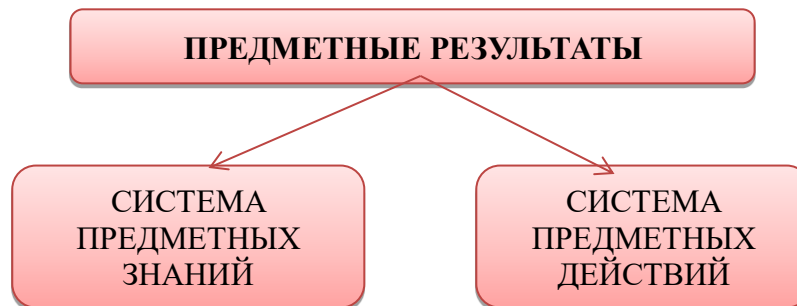 ПРЕДМЕТНЫЕ РЕЗУЛЬТАТЫ
СИСТЕМА
ПРЕДМЕТНЫХ
ЗНАНИЙ
СИСТЕМА
ПРЕДМЕТНЫХ
ДЕЙСТВИЙ